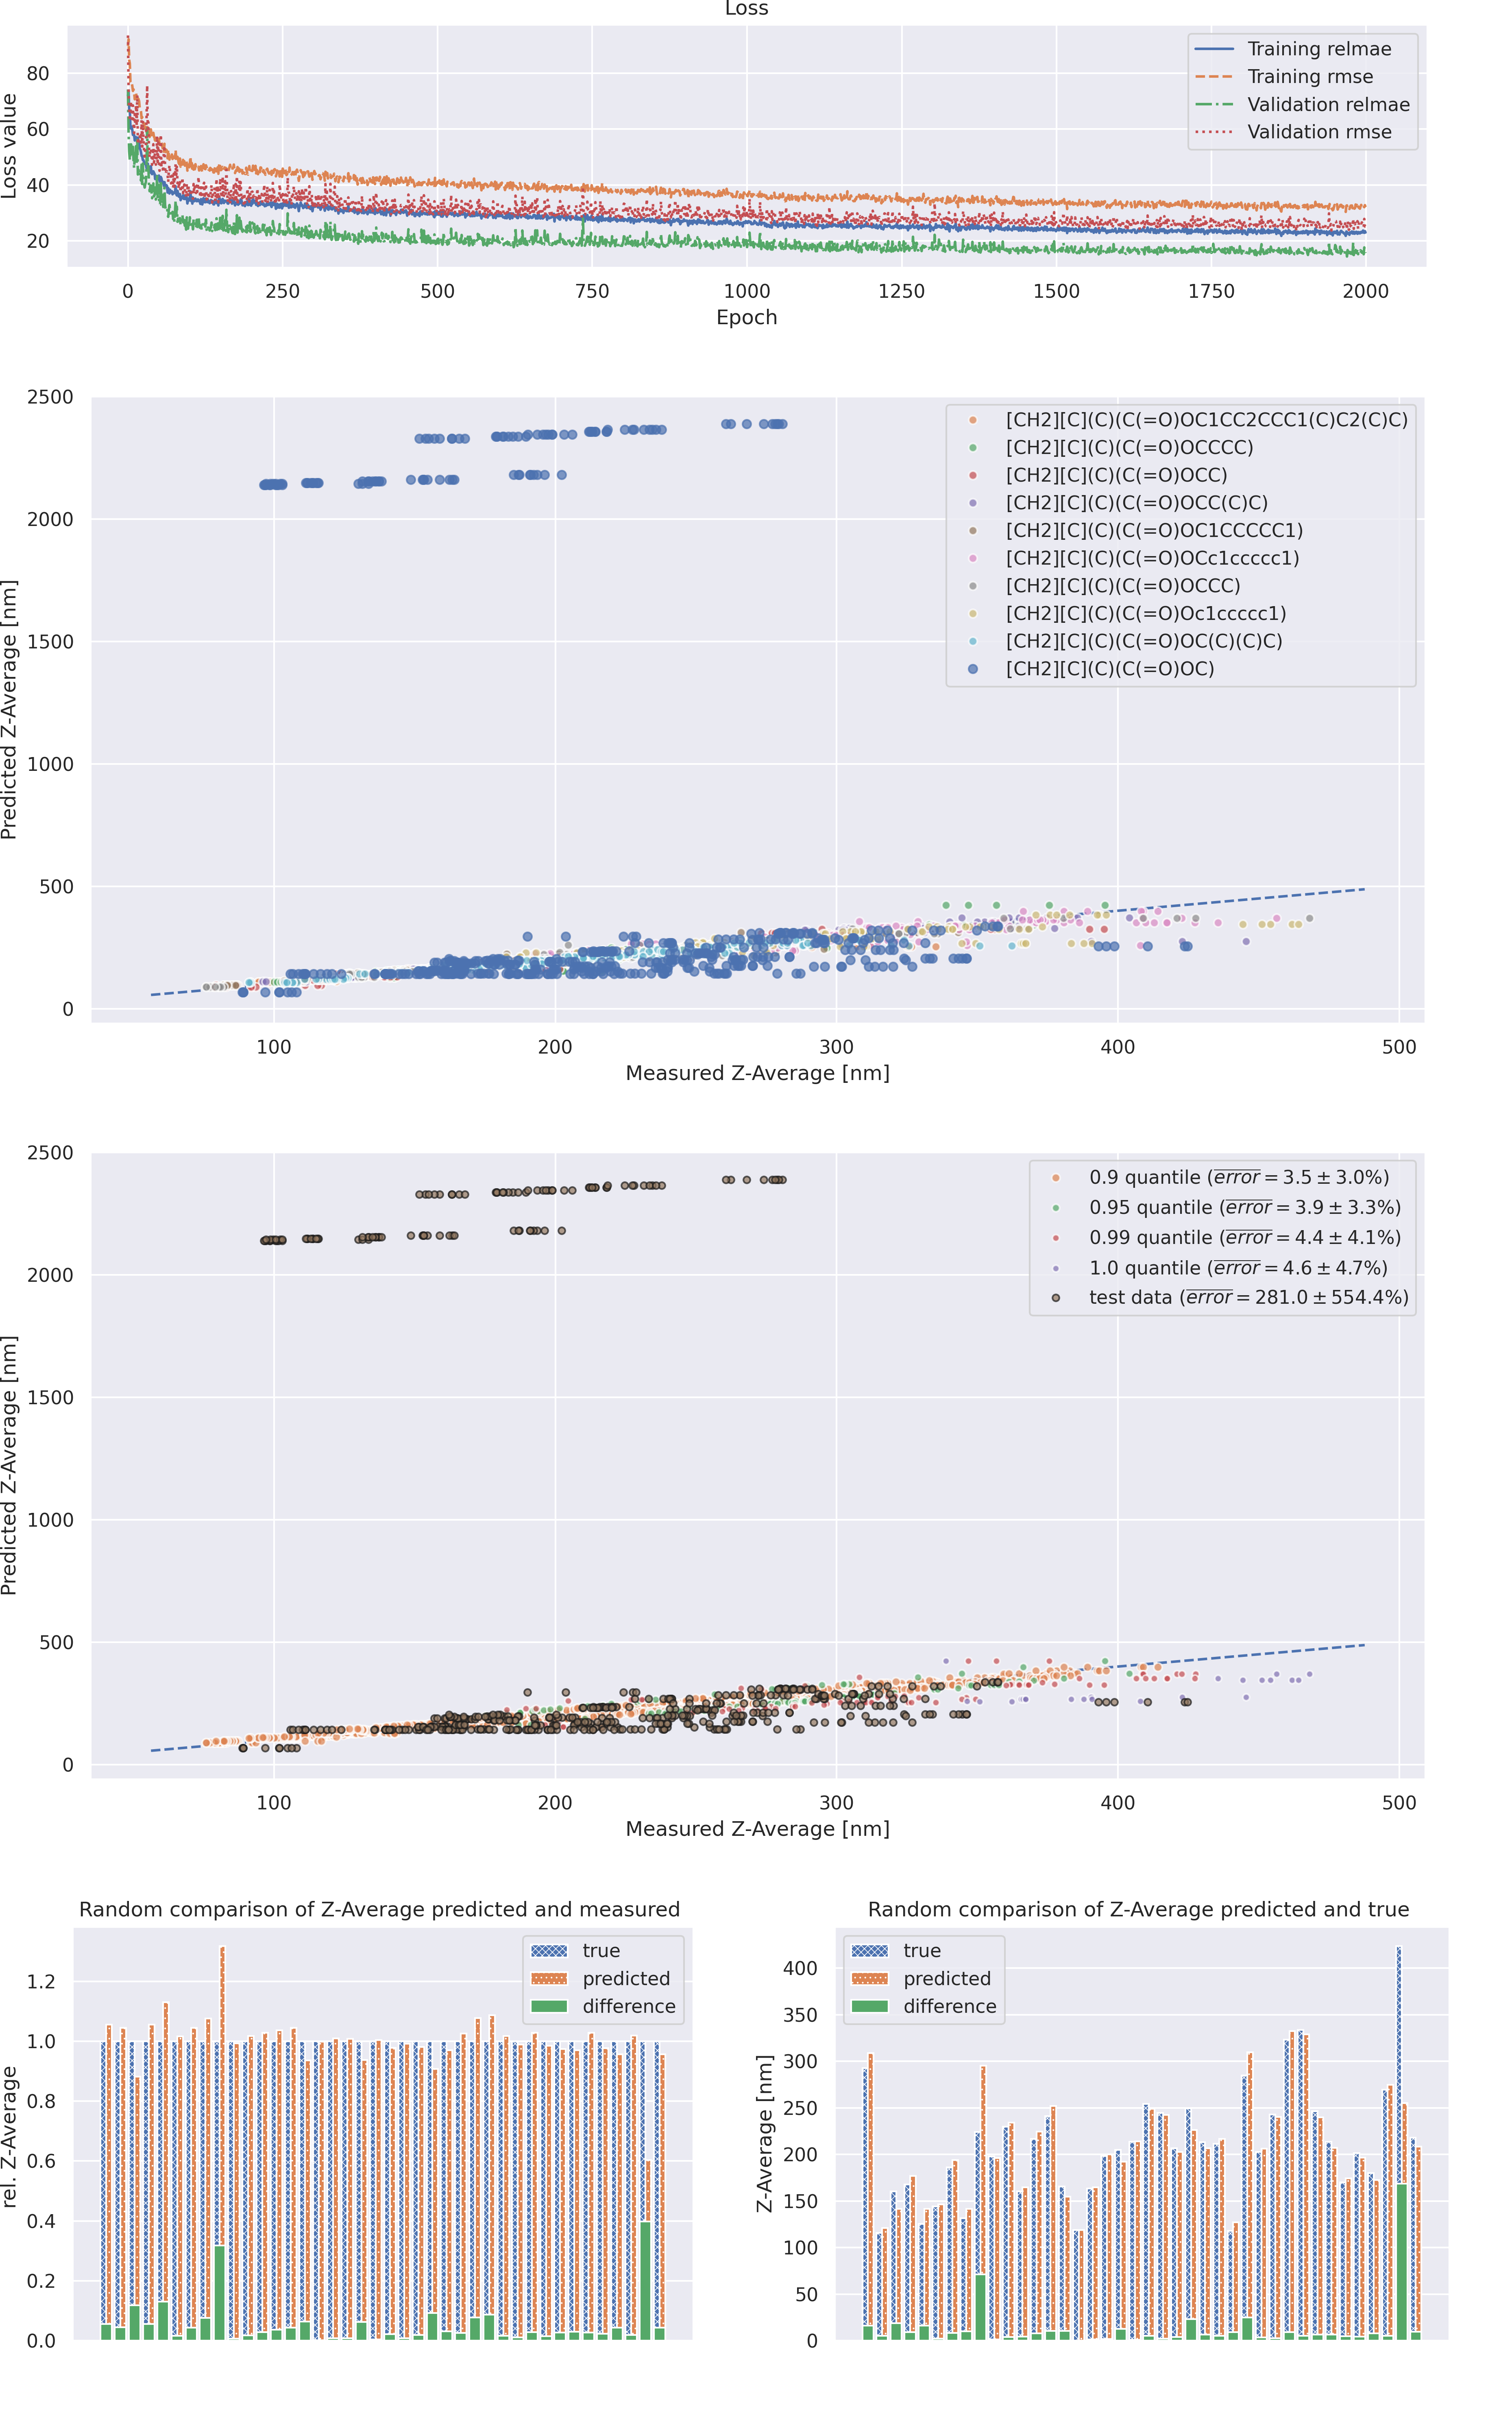 Loss
Loss value
80
60
40
20
0 250 500 750 1000 1250 1500 1750 2000
Epoch
Training relmae
Training rmse
Validation relmae
Validation rmse
Predicted Z-Average [nm]
2500
2000
1500
1000
500
0
100 200 300 400 500
Measured Z-Average [nm]
[CH2][C](C)(C(=O)OC1CC2CCC1(C)C2(C)C)
[CH2][C](C)(C(=O)OCCCC)
[CH2][C](C)(C(=O)OCC)
[CH2][C](C)(C(=O)OCC(C)C)
[CH2][C](C)(C(=O)OC1CCCCC1)
[CH2][C](C)(C(=O)OCc1ccccc1)
[CH2][C](C)(C(=O)OCCC)
[CH2][C](C)(C(=O)Oc1ccccc1)
[CH2][C](C)(C(=O)OC(C)(C)C)
[CH2][C](C)(C(=O)OC)
Predicted Z-Average [nm]
2500
2000
1500
1000
500
0
100 200 300 400 500
Measured Z-Average [nm]
0.9 quantile (error = 3.5 ± 3.0%)
0.95 quantile (error = 3.9 ± 3.3%)
0.99 quantile (error = 4.4 ± 4.1%)
1.0 quantile (error = 4.6 ± 4.7%)
test data (error = 281.0 ± 554.4%)
Random comparison of Z-Average predicted and measured
rel. Z-Average
1.2
1.0
0.8
0.6
0.4
0.2
0.0
true
predicted
difference
Random comparison of Z-Average predicted and true
Z-Average [nm]
400
350
300
250
200
150
100
50
0
true
predicted
difference